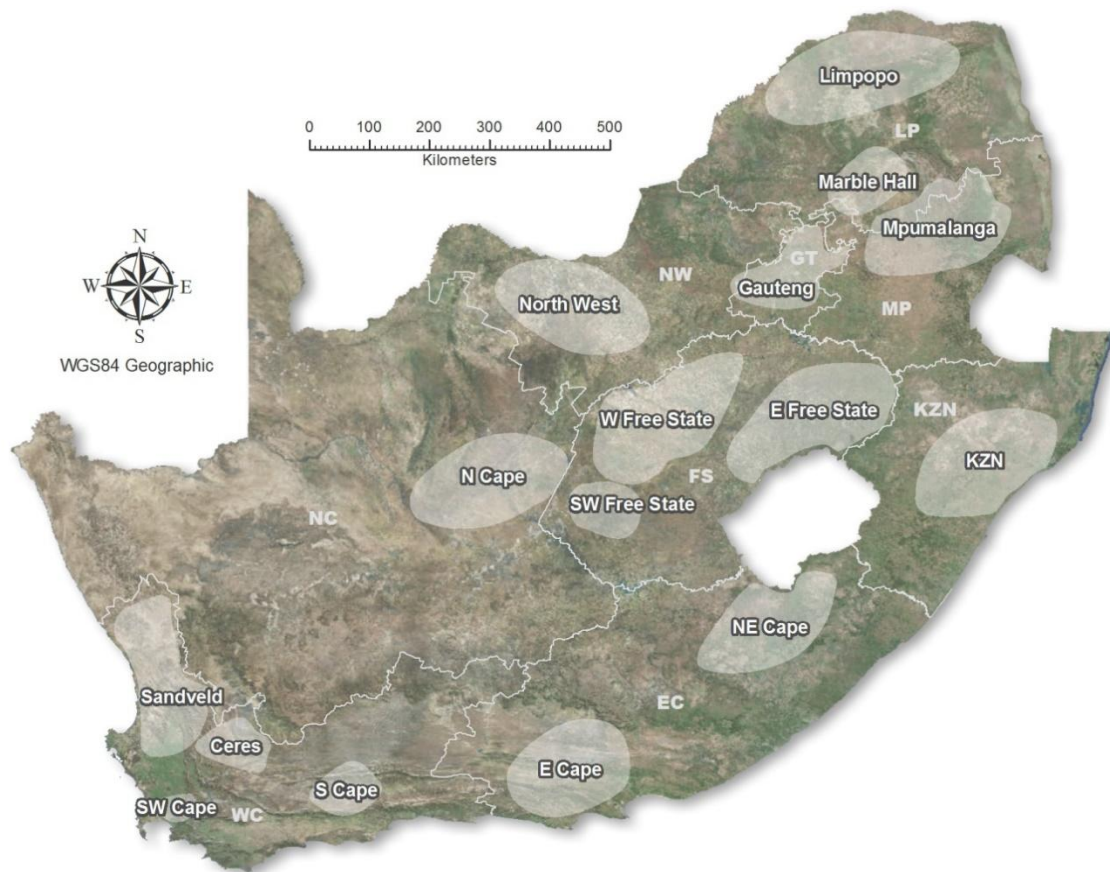 Limpopo
0 100 200 300 400 500
Kilometers
LP
Marble Hall
Mpumalanga
N
W E
S
WGS84 Geographic
NW
GT
Gauteng
North West
MP
W Free State
E Free State
KZN
KZN
N Cape
FS
SW Free State
NC
NE Cape
Sandveld
EC
Ceres
E Cape
S Cape
SW Cape
WC